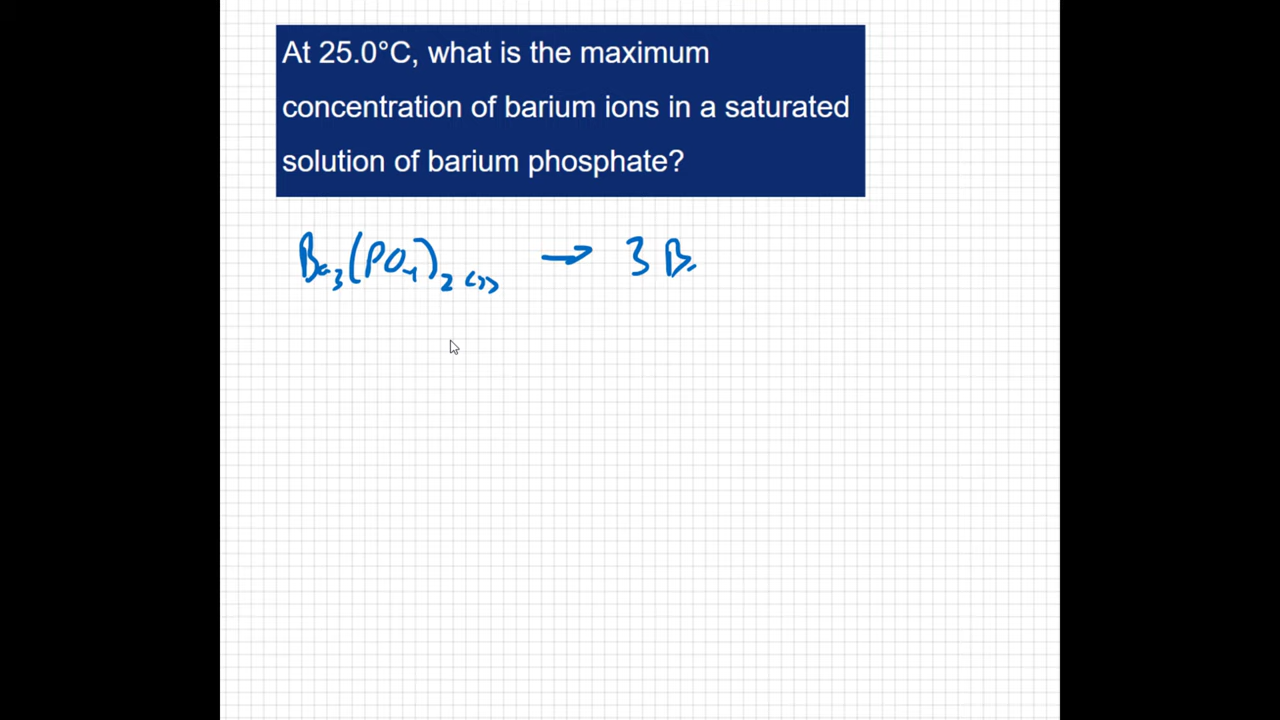 At 25.0°C, what is the maximum
concentration of barium ions in a saturated
solution of barium phosphate?
Ba₃(PO₄)₂ (s) → 3 Ba